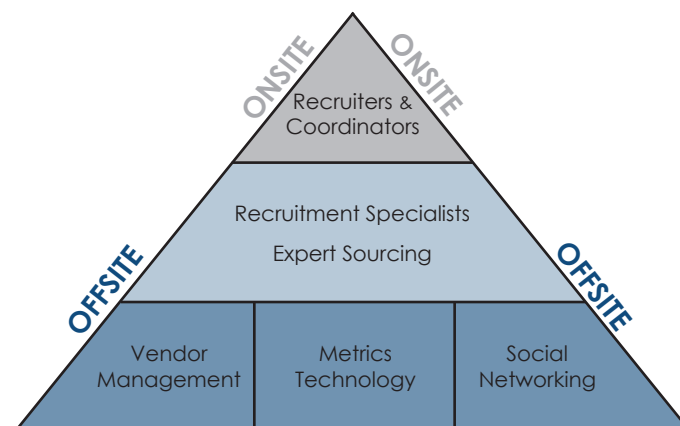 ONSITE
ONSITE
Recruiters &
Coordinators
Recruitment Specialists
Expert Sourcing
OFFSITE
OFFSITE
Vendor
Management
Metrics
Technology
Social
Networking